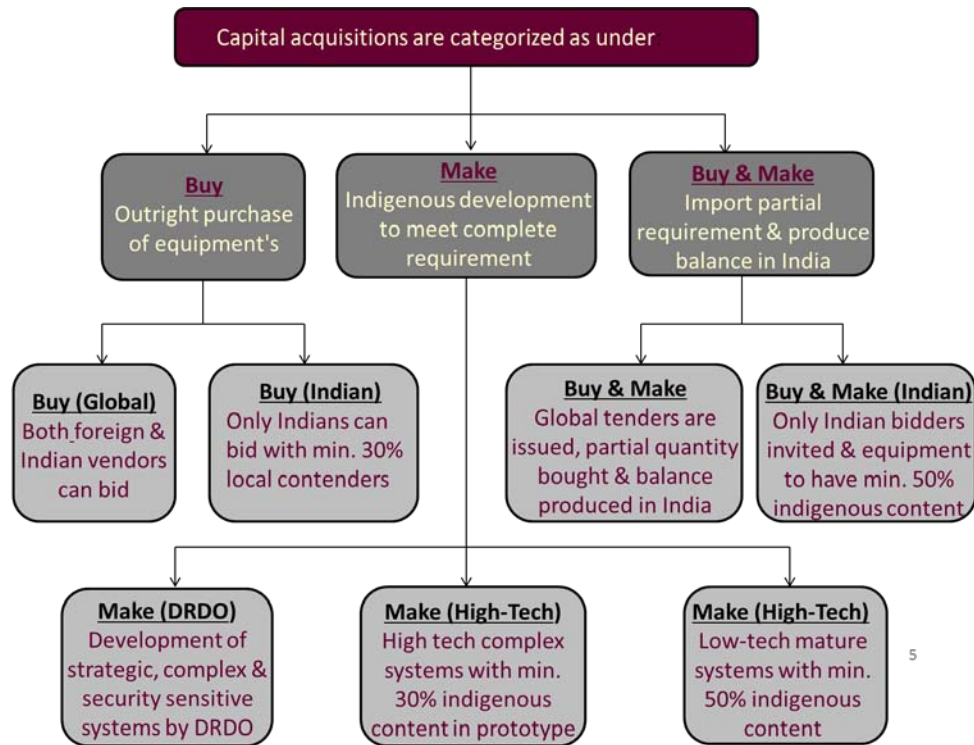 Capital acquisitions are categorized as under:
Buy
Outright purchase
of equipment's
Make
Indigenous development
to meet complete
requirement
Buy & Make
Import partial
requirement & produce
balance in India
Buy (Global)
Both foreign &
Indian vendors
can bid
Buy (Indian)
Only Indians can
bid with min. 30%
local contenders
Buy & Make
Global tenders are
issued, partial quantity
bought & balance
produced in India
Buy & Make (Indian)
Only Indian bidders
invited & equipment
to have min. 50%
indigenous content
Make (DRDO)
Development of
strategic, complex &
security sensitive
systems by DRDO
Make (High-Tech)
High tech complex
systems with min.
30% indigenous
content in prototype
Make (High-Tech)
Low-tech mature
systems with min.
50% indigenous
content
5